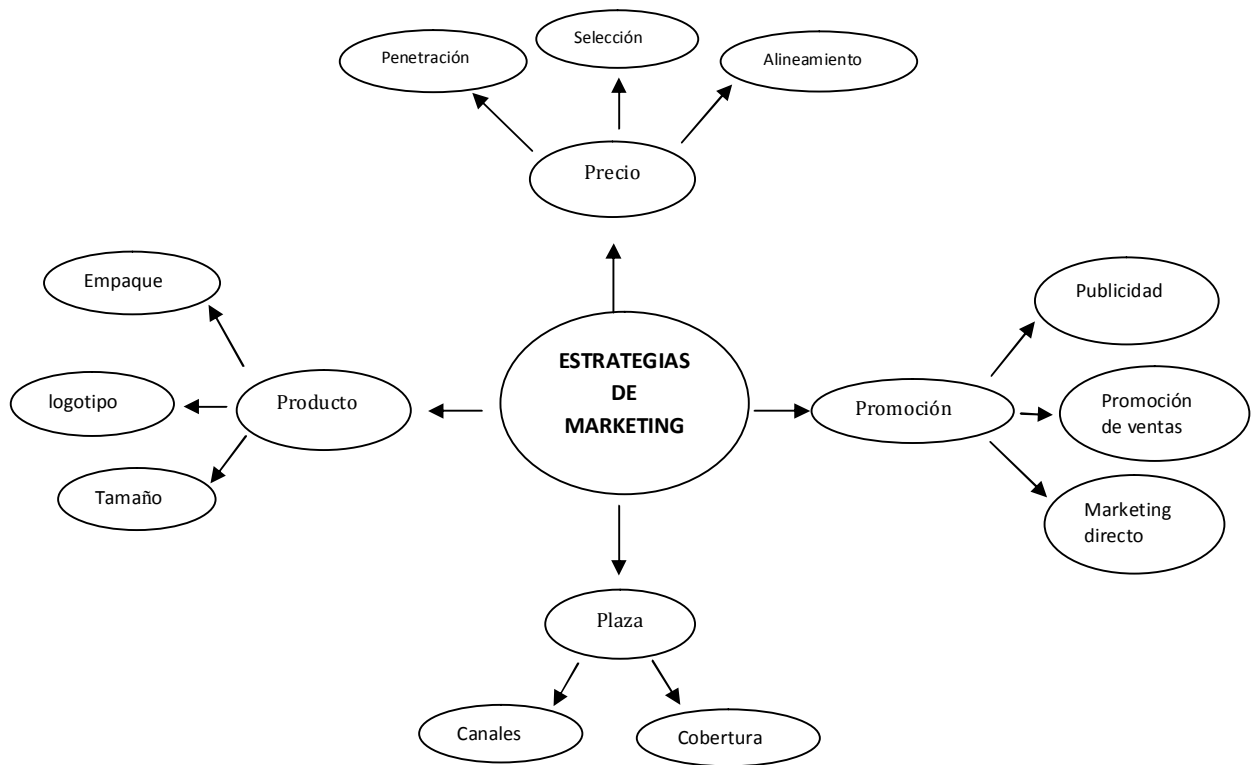 Selección
Penetración
Alineamiento
Precio
Empaque
Publicidad
ESTRATEGIAS
DE
MARKETING
logotipo
Producto
Promoción
Promoción
de ventas
Tamaño
Marketing
directo
Plaza
Canales
Cobertura